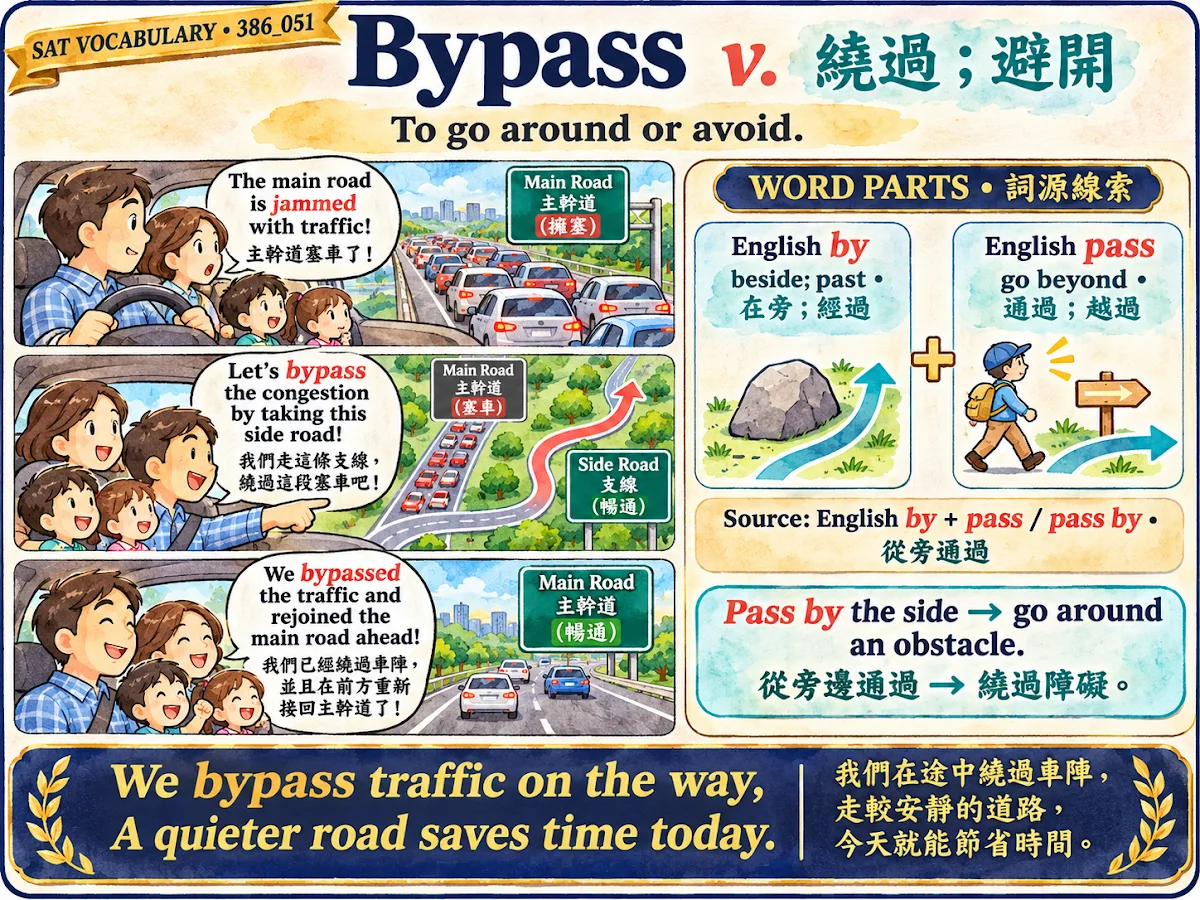 SAT VOCABULARY • 386_051
Bypass v. 繞過；避開
To go around or avoid.
The main road
is jammed
with traffic!
主幹道塞車了！
Main Road
主幹道
(擁塞)
Let's bypass
the congestion
by taking this
side road!
我們走這條支線，
繞過這段塞車吧！
Main Road
主幹道
(塞車)
Side Road
支線
(暢通)
We bypassed
the traffic and
rejoined the
main road ahead!
我們已經繞過車陣，
並且在前方重新
接回主幹道了！
Main Road
主幹道
(暢通)
WORD PARTS • 詞源線索
English by
beside; past •
在旁；經過
+
English pass
go beyond •
通過；越過
Source: English by + pass / pass by •
從旁通過
Pass by the side → go around
an obstacle.
從旁邊通過 → 繞過障礙。
We bypass traffic on the way,
A quieter road saves time today.
我們在途中繞過車陣，
走較安靜的道路，
今天就能節省時間。